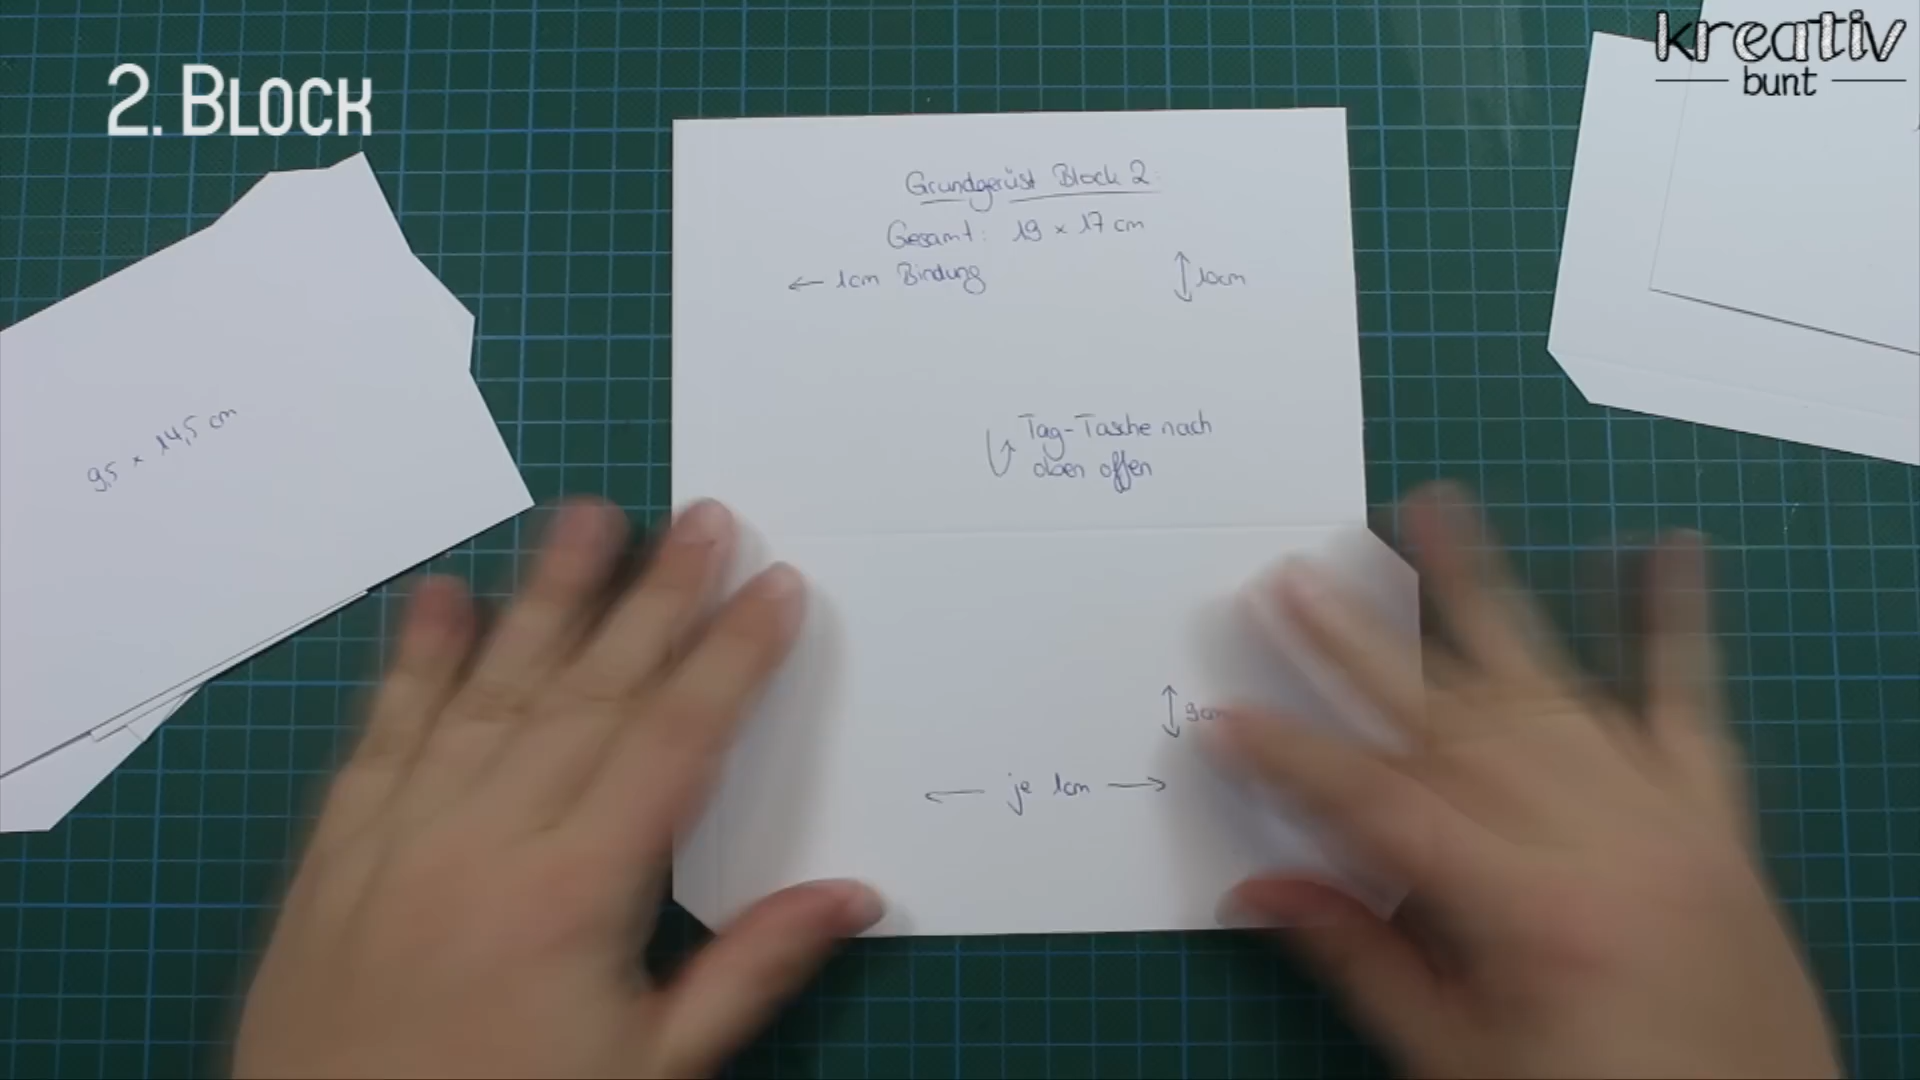 2. BLOCK
kreativ
bunt
Grundgerüst Block 2:
Gesamt: 19 × 17 cm
← 1cm Bindung
↕ 10cm
Tag-Tasche nach
oben offen
↕ 9cm
← je 1cm →
9,5 × 14,5 cm